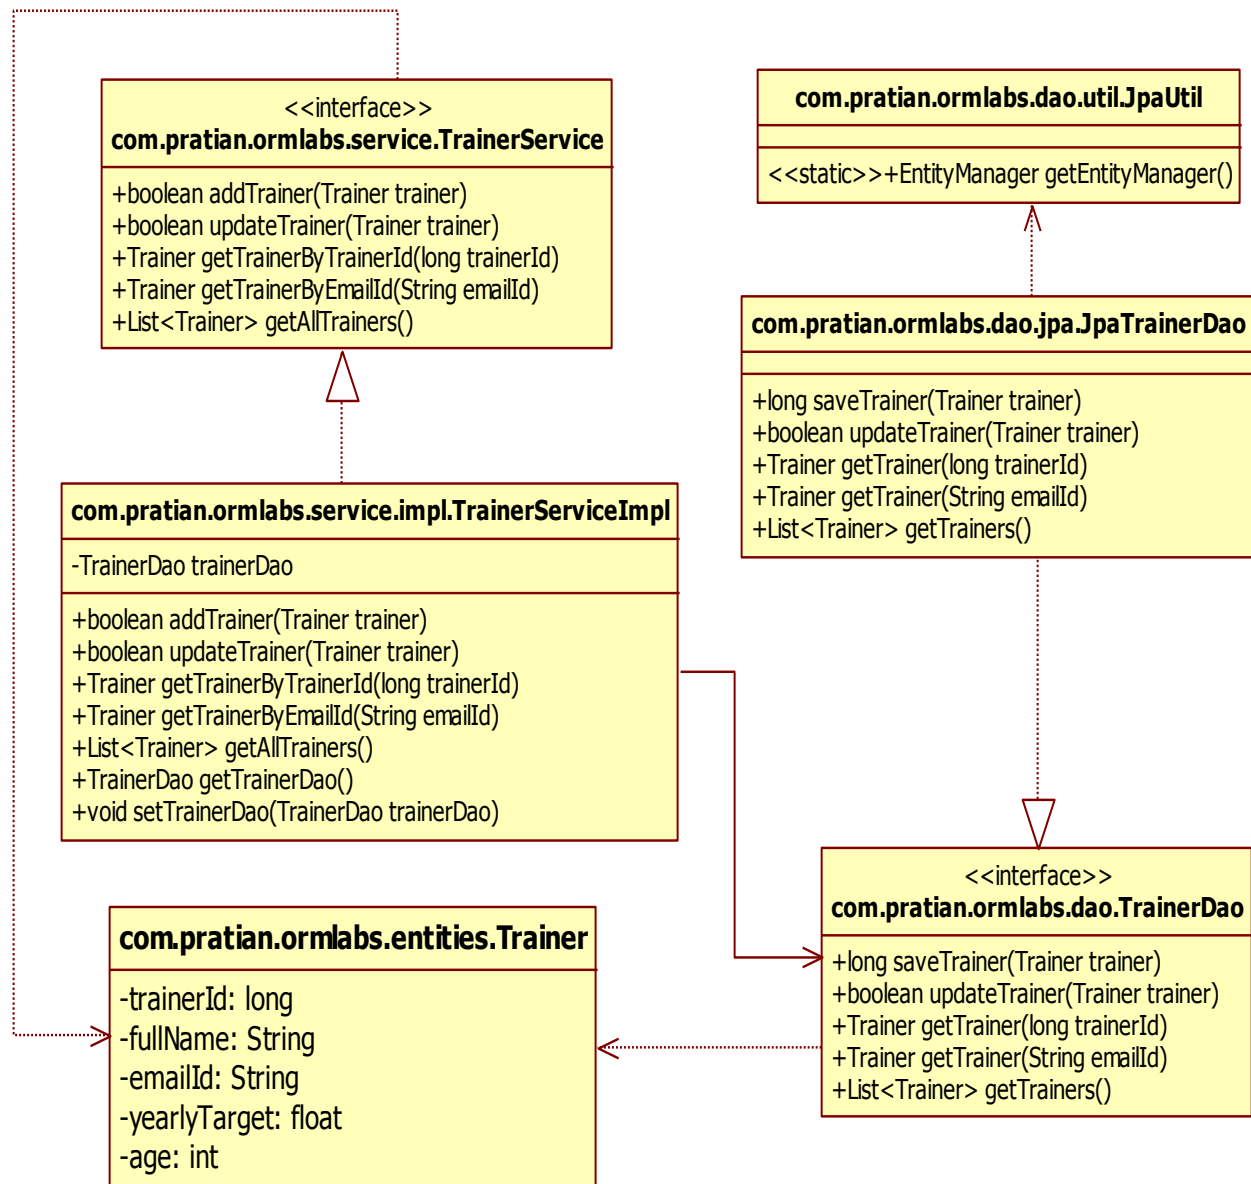 <<interface>>
com.pratian.ormlabs.service.TrainerService
+boolean addTrainer(Trainer trainer)
+boolean updateTrainer(Trainer trainer)
+Trainer getTrainerByTrainerId(long trainerId)
+Trainer getTrainerByEmailId(String emailId)
+List<Trainer> getAllTrainers()
com.pratian.ormlabs.dao.util.JpaUtil
<<static>>+EntityManager getEntityManager()
com.pratian.ormlabs.dao.jpa.JpaTrainerDao
+long saveTrainer(Trainer trainer)
+boolean updateTrainer(Trainer trainer)
+Trainer getTrainer(long trainerId)
+Trainer getTrainer(String emailId)
+List<Trainer> getTrainers()
com.pratian.ormlabs.service.impl.TrainerServiceImpl
-TrainerDao trainerDao
+boolean addTrainer(Trainer trainer)
+boolean updateTrainer(Trainer trainer)
+Trainer getTrainerByTrainerId(long trainerId)
+Trainer getTrainerByEmailId(String emailId)
+List<Trainer> getAllTrainers()
+TrainerDao getTrainerDao()
+void setTrainerDao(TrainerDao trainerDao)
<<interface>>
com.pratian.ormlabs.dao.TrainerDao
+long saveTrainer(Trainer trainer)
+boolean updateTrainer(Trainer trainer)
+Trainer getTrainer(long trainerId)
+Trainer getTrainer(String emailId)
+List<Trainer> getTrainers()
com.pratian.ormlabs.entities.Trainer
-trainerId: long
-fullName: String
-emailId: String
-yearlyTarget: float
-age: int